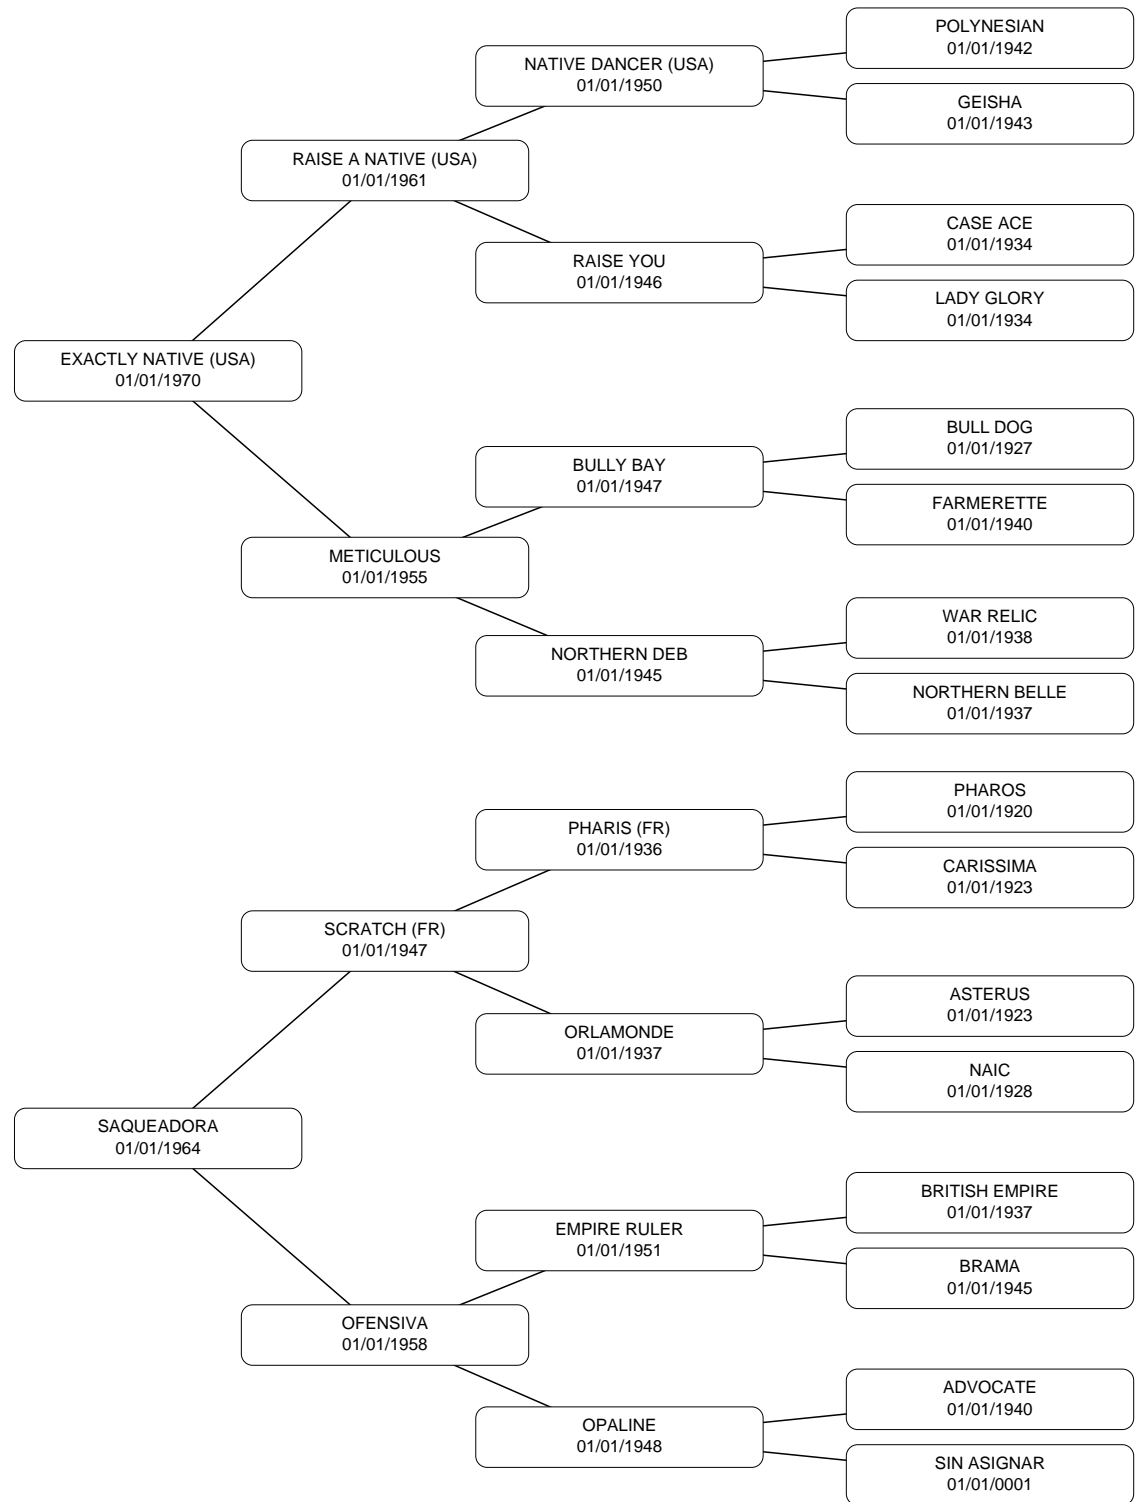 POLYNESIAN
01/01/1942
NATIVE DANCER (USA)
01/01/1950
GEISHA
01/01/1943
RAISE A NATIVE (USA)
01/01/1961
CASE ACE
01/01/1934
RAISE YOU
01/01/1946
LADY GLORY
01/01/1934
EXACTLY NATIVE (USA)
01/01/1970
BULL DOG
01/01/1927
BULLY BAY
01/01/1947
FARMERETTE
01/01/1940
METICULOUS
01/01/1955
WAR RELIC
01/01/1938
NORTHERN DEB
01/01/1945
NORTHERN BELLE
01/01/1937
PHAROS
01/01/1920
PHARIS (FR)
01/01/1936
CARISSIMA
01/01/1923
SCRATCH (FR)
01/01/1947
ASTERUS
01/01/1923
ORLAMONDE
01/01/1937
NAIC
01/01/1928
SAQUEADORA
01/01/1964
BRITISH EMPIRE
01/01/1937
EMPIRE RULER
01/01/1951
BRAMA
01/01/1945
OFENSIVA
01/01/1958
ADVOCATE
01/01/1940
OPALINE
01/01/1948
SIN ASIGNAR
01/01/0001